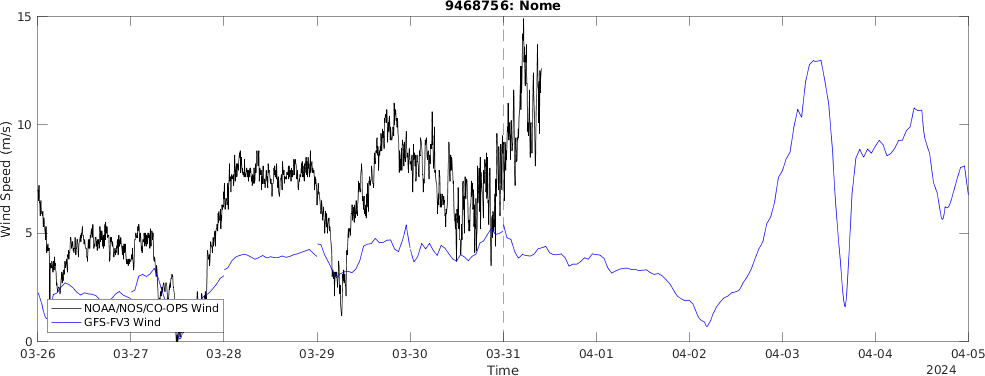 9468756: Nome
15
10
5
0
Wind Speed (m/s)
NOAA/NOS/CO-OPS Wind
GFS-FV3 Wind
03-26 03-27 03-28 03-29 03-30 03-31 04-01 04-02 04-03 04-04 04-05
Time
2024